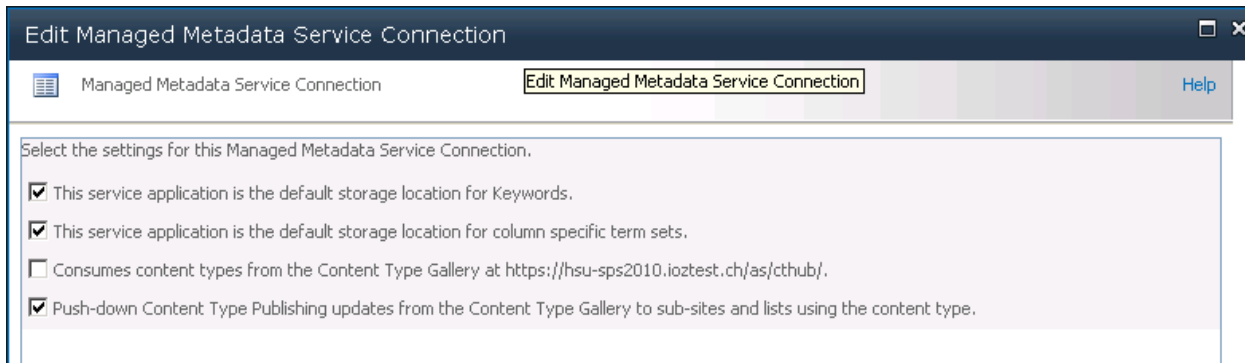 Edit Managed Metadata Service Connection
Managed Metadata Service Connection
Edit Managed Metadata Service Connection
Help
Select the settings for this Managed Metadata Service Connection.
This service application is the default storage location for Keywords.
This service application is the default storage location for column specific term sets.
Consumes content types from the Content Type Gallery at https://hsu-sps2010.ioztest.ch/as/cthub/.
Push-down Content Type Publishing updates from the Content Type Gallery to sub-sites and lists using the content type.